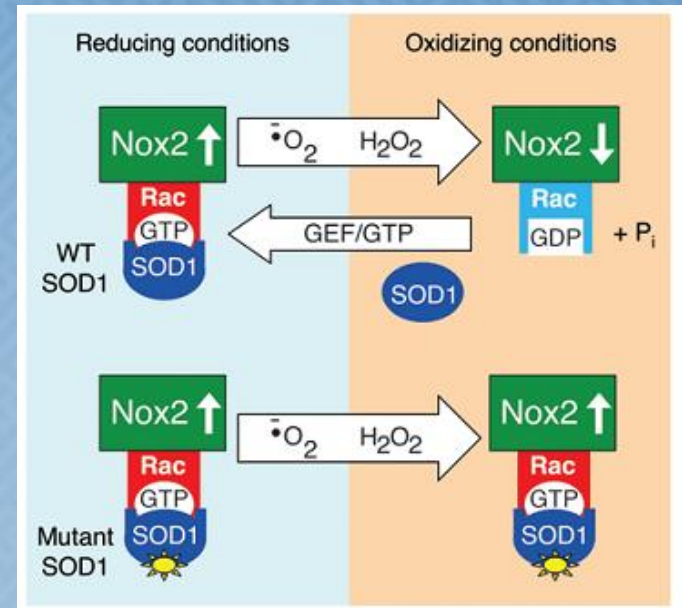 Reducing conditions
Oxidizing conditions
Nox2
•̄O₂ H₂O₂
Nox2
Rac
GTP
SOD1
WT
SOD1
GEF/GTP
SOD1
Rac
GDP
+ Pᵢ
Nox2
•̄O₂ H₂O₂
Nox2
Rac
GTP
SOD1
Mutant
SOD1
Rac
GTP
SOD1